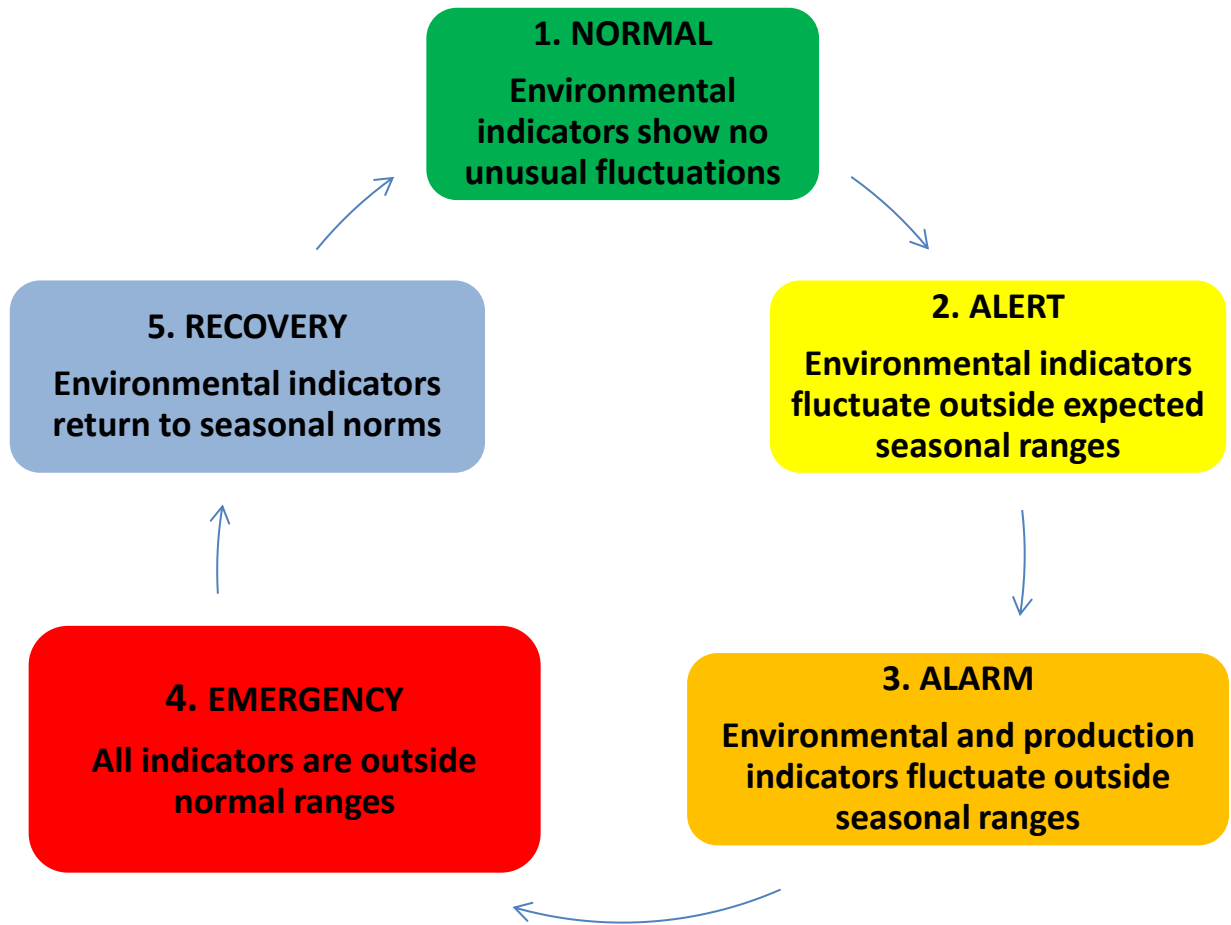 1. NORMAL
Environmental
indicators show no
unusual fluctuations
2. ALERT
Environmental indicators
fluctuate outside expected
seasonal ranges
3. ALARM
Environmental and production
indicators fluctuate outside
seasonal ranges
4. EMERGENCY
All indicators are outside
normal ranges
5. RECOVERY
Environmental indicators
return to seasonal norms